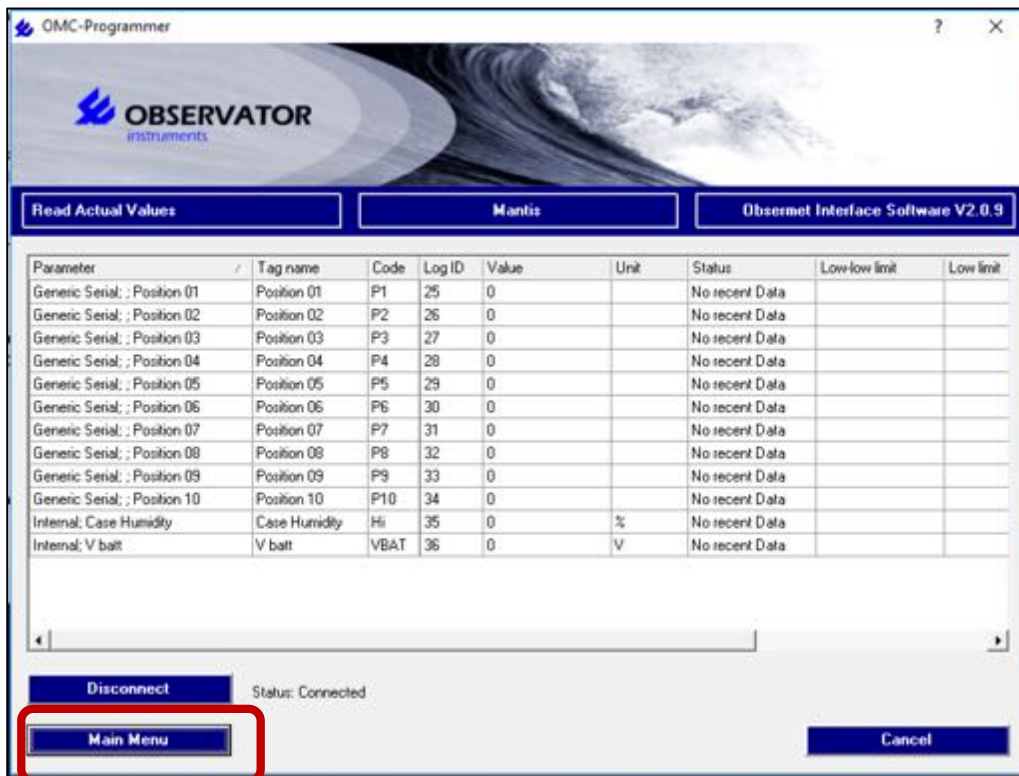 OMC-Programmer ? ×
OBSERVATOR
instruments
Read Actual Values Mantis Obsermet Interface Software V2.0.9
Parameter / Tag name Code Log ID Value Unit Status Low-low limit Low limit
Generic Serial; ; Position 01 Position 01 P1 25 0 No recent Data
Generic Serial; ; Position 02 Position 02 P2 26 0 No recent Data
Generic Serial; ; Position 03 Position 03 P3 27 0 No recent Data
Generic Serial; ; Position 04 Position 04 P4 28 0 No recent Data
Generic Serial; ; Position 05 Position 05 P5 29 0 No recent Data
Generic Serial; ; Position 06 Position 06 P6 30 0 No recent Data
Generic Serial; ; Position 07 Position 07 P7 31 0 No recent Data
Generic Serial; ; Position 08 Position 08 P8 32 0 No recent Data
Generic Serial; ; Position 09 Position 09 P9 33 0 No recent Data
Generic Serial; ; Position 10 Position 10 P10 34 0 No recent Data
Internal; Case Humidity Case Humidity Hi 35 0 % No recent Data
Internal; V batt V batt VBAT 36 0 V No recent Data
Disconnect Status: Connected
Main Menu Cancel